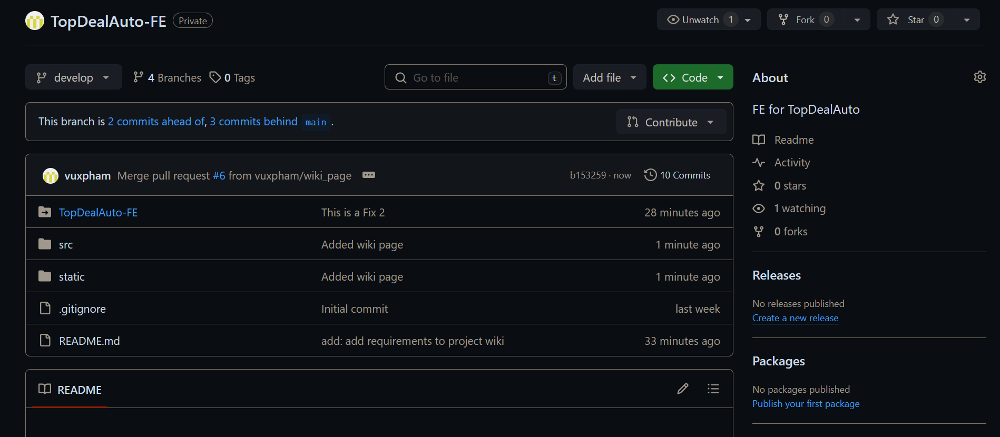 TopDealAuto-FE Private Unwatch 1 Fork 0 Star 0
develop 4 Branches 0 Tags Go to file t Add file Code
This branch is 2 commits ahead of, 3 commits behind main .
Contribute
vuxpham Merge pull request #6 from vuxpham/wiki_page b153259 · now 10 Commits
TopDealAuto-FE This is a Fix 2 28 minutes ago
src Added wiki page 1 minute ago
static Added wiki page 1 minute ago
.gitignore Initial commit last week
README.md add: add requirements to project wiki 33 minutes ago
README
About
FE for TopDealAuto
Readme
Activity
0 stars
1 watching
0 forks
Releases
No releases published
Create a new release
Packages
No packages published
Publish your first package